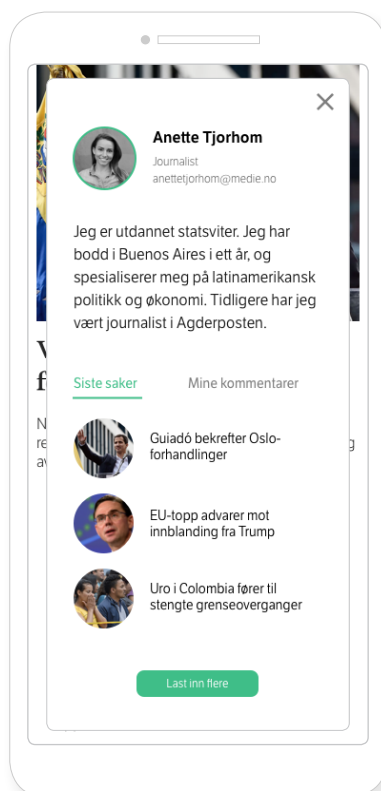 Anette Tjorhom
Journalist
anettetjorhom@medie.no
Jeg er utdannet statsviter. Jeg har
bodd i Buenos Aires i ett år, og
spesialiserer meg på latinamerikansk
politikk og økonomi. Tidligere har jeg
vært journalist i Agderposten.
Siste saker
Mine kommentarer
Guiadó bekrefter Oslo-
forhandlinger
EU-topp advarer mot
innblanding fra Trump
Uro i Colombia fører til
stengte grenseoverganger
Last inn flere